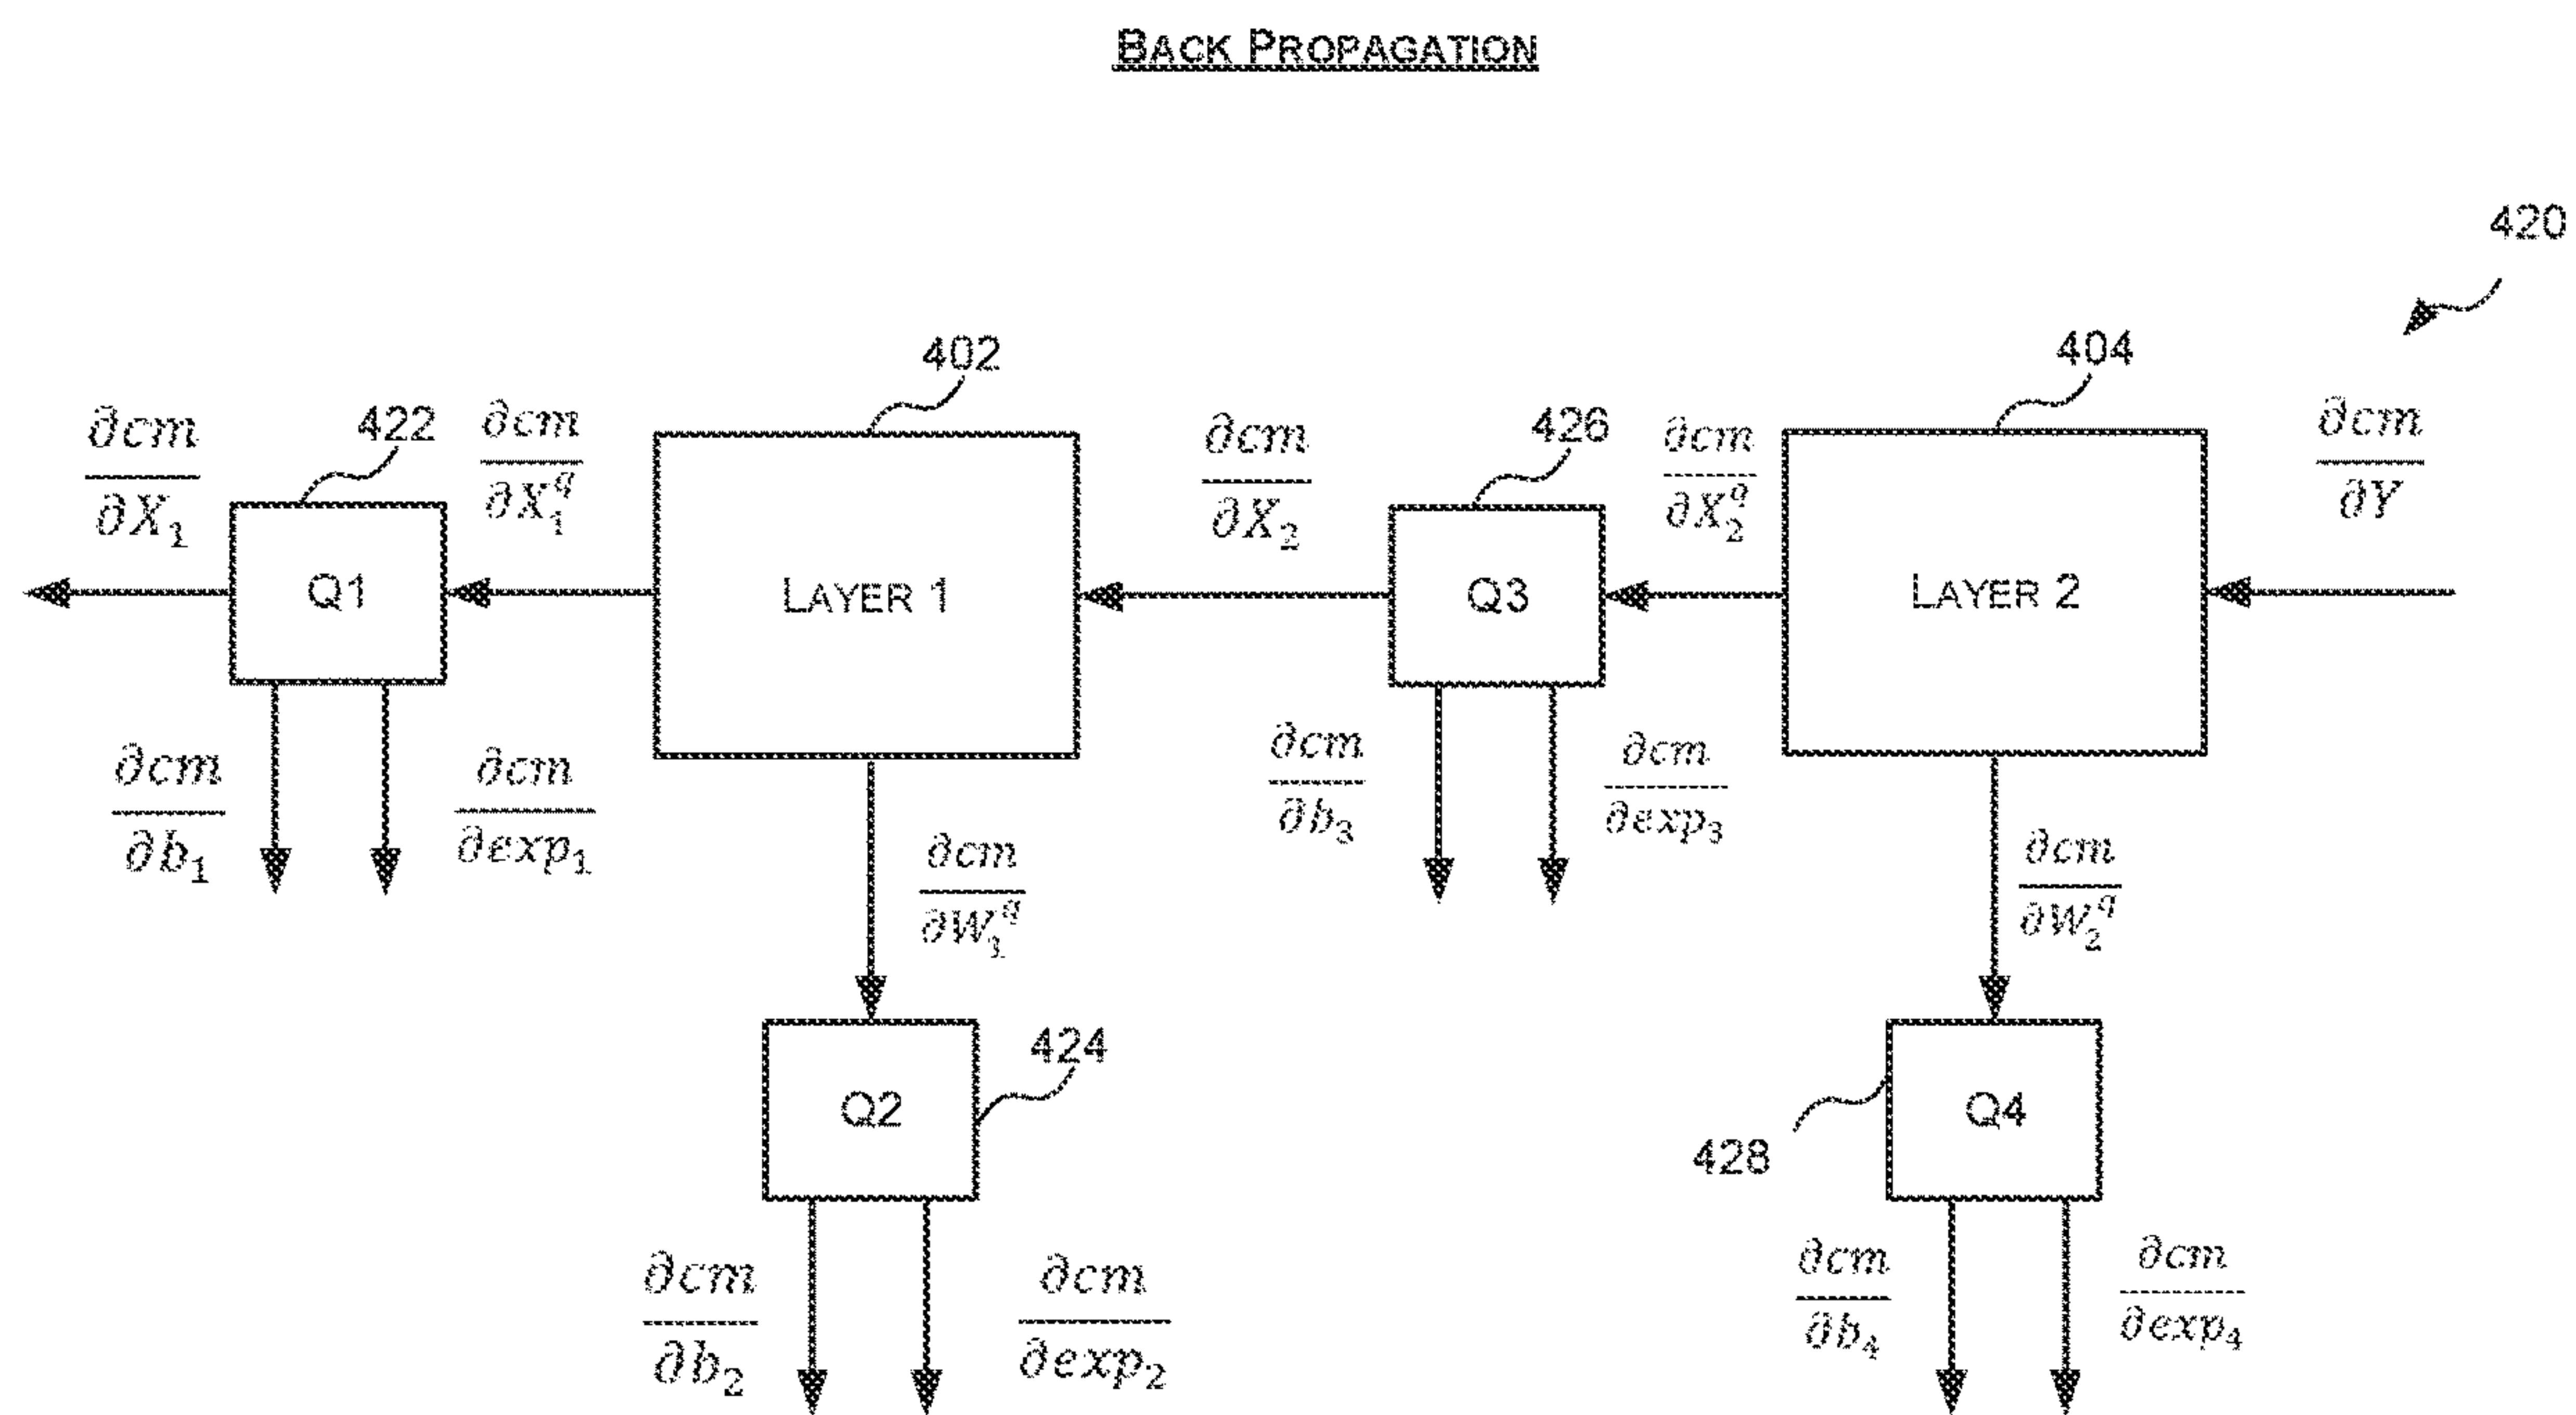 BACK PROPAGATION
420
402
404
422
426
∂cm/∂X₁
∂cm/∂X₁^q
∂cm/∂X₂
∂cm/∂X₂^q
∂cm/∂Y
Q1
LAYER 1
Q3
LAYER 2
∂cm/∂b₁
∂cm/∂exp₁
∂cm/∂b₃
∂cm/∂exp₃
∂cm/∂W₁^q
∂cm/∂W₂^q
424
Q2
Q4
428
∂cm/∂b₂
∂cm/∂exp₂
∂cm/∂b₄
∂cm/∂exp₄